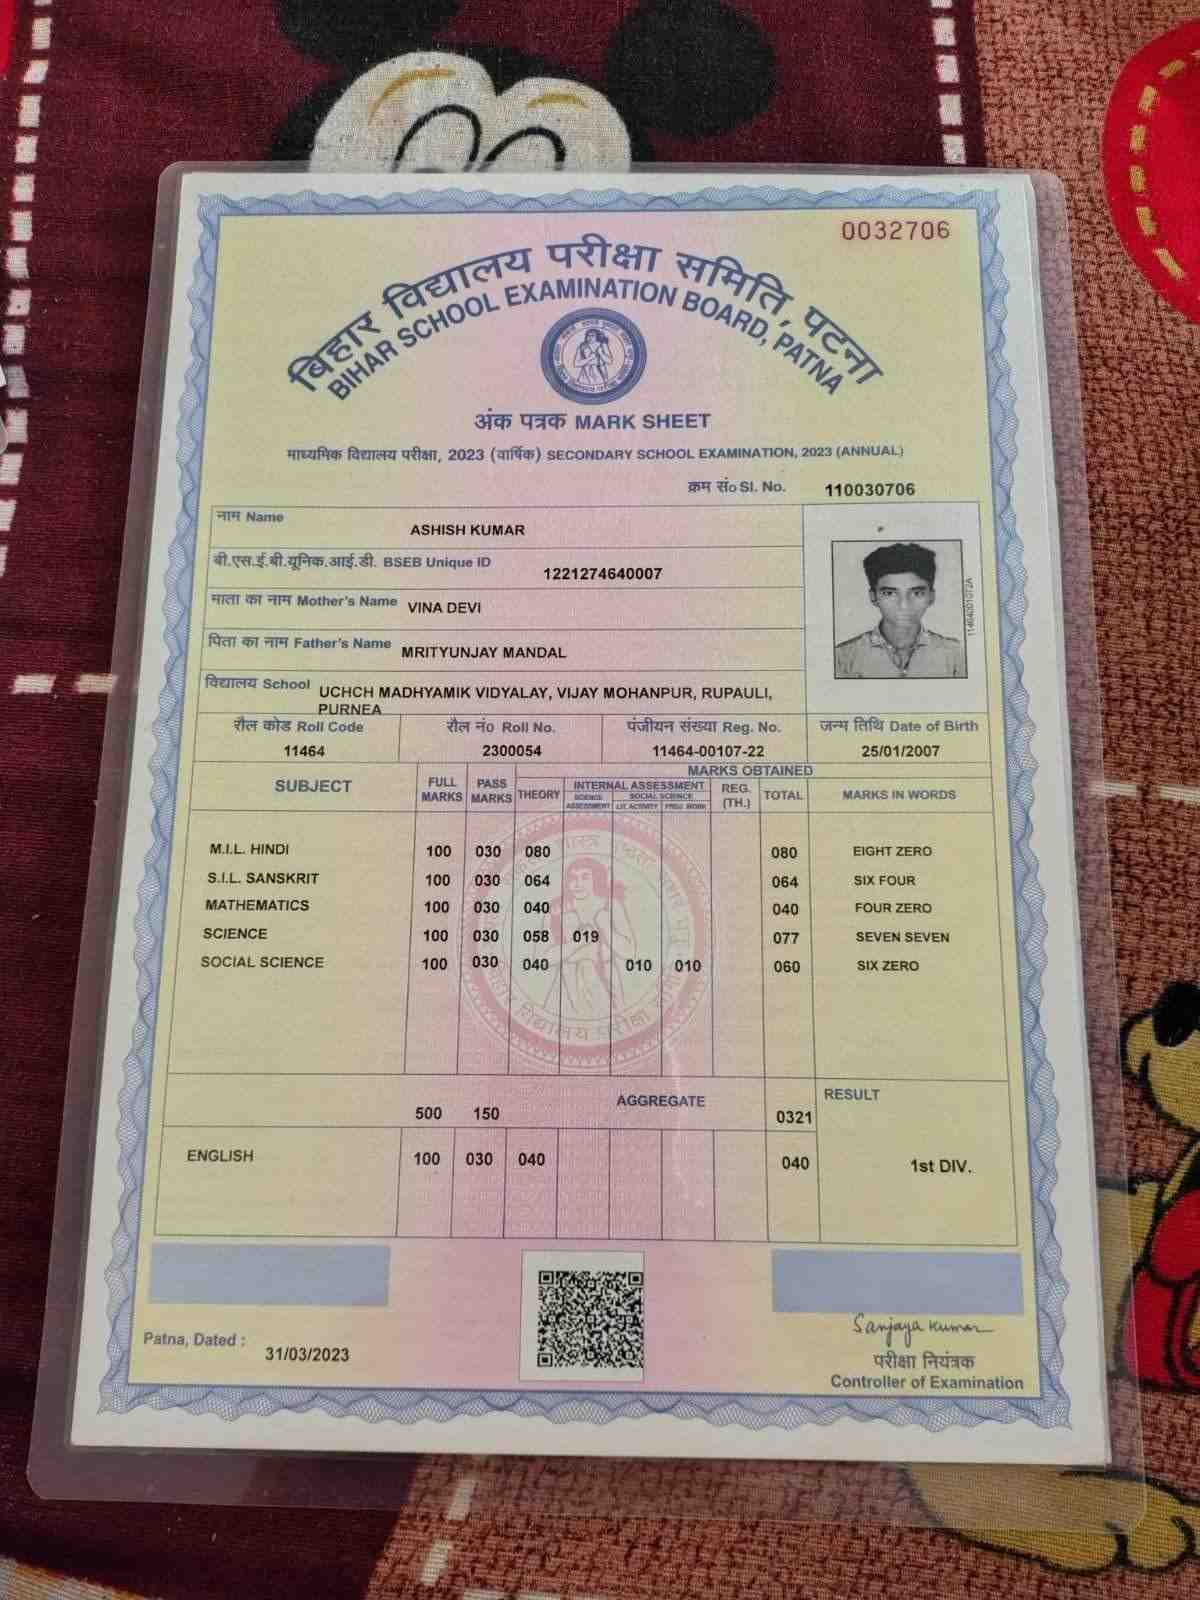 0032706
बिहार विद्यालय परीक्षा समिति, पटना
BIHAR SCHOOL EXAMINATION BOARD, PATNA
अंक पत्रक MARK SHEET
माध्यमिक विद्यालय परीक्षा, 2023 (वार्षिक) SECONDARY SCHOOL EXAMINATION, 2023 (ANNUAL)
क्रम सं० Sl. No. 110030706
नाम Name ASHISH KUMAR
बी.एस.ई.बी.यूनिक.आई.डी. BSEB Unique ID 1221274640007
माता का नाम Mother's Name VINA DEVI
पिता का नाम Father's Name MRITYUNJAY MANDAL
विद्यालय School UCHCH MADHYAMIK VIDYALAY, VIJAY MOHANPUR, RUPAULI,
PURNEA
रौल कोड Roll Code रौल नं० Roll No. पंजीयन संख्या Reg. No. जन्म तिथि Date of Birth
11464 2300054 11464-00107-22 25/01/2007
MARKS OBTAINED
SUBJECT FULL MARKS PASS MARKS THEORY INTERNAL ASSESSMENT REG. (TH.) TOTAL MARKS IN WORDS
SCIENCE ASSESSMENT SOCIAL SCIENCE
LIT. ACTIVITY PROJ. WORK
M.I.L. HINDI 100 030 080 080 EIGHT ZERO
S.I.L. SANSKRIT 100 030 064 064 SIX FOUR
MATHEMATICS 100 030 040 040 FOUR ZERO
SCIENCE 100 030 058 019 077 SEVEN SEVEN
SOCIAL SCIENCE 100 030 040 010 010 060 SIX ZERO
500 150 AGGREGATE 0321 RESULT
ENGLISH 100 030 040 040 1st DIV.
Sanjaya Kumar
Patna, Dated : 31/03/2023
परीक्षा नियंत्रक
Controller of Examination